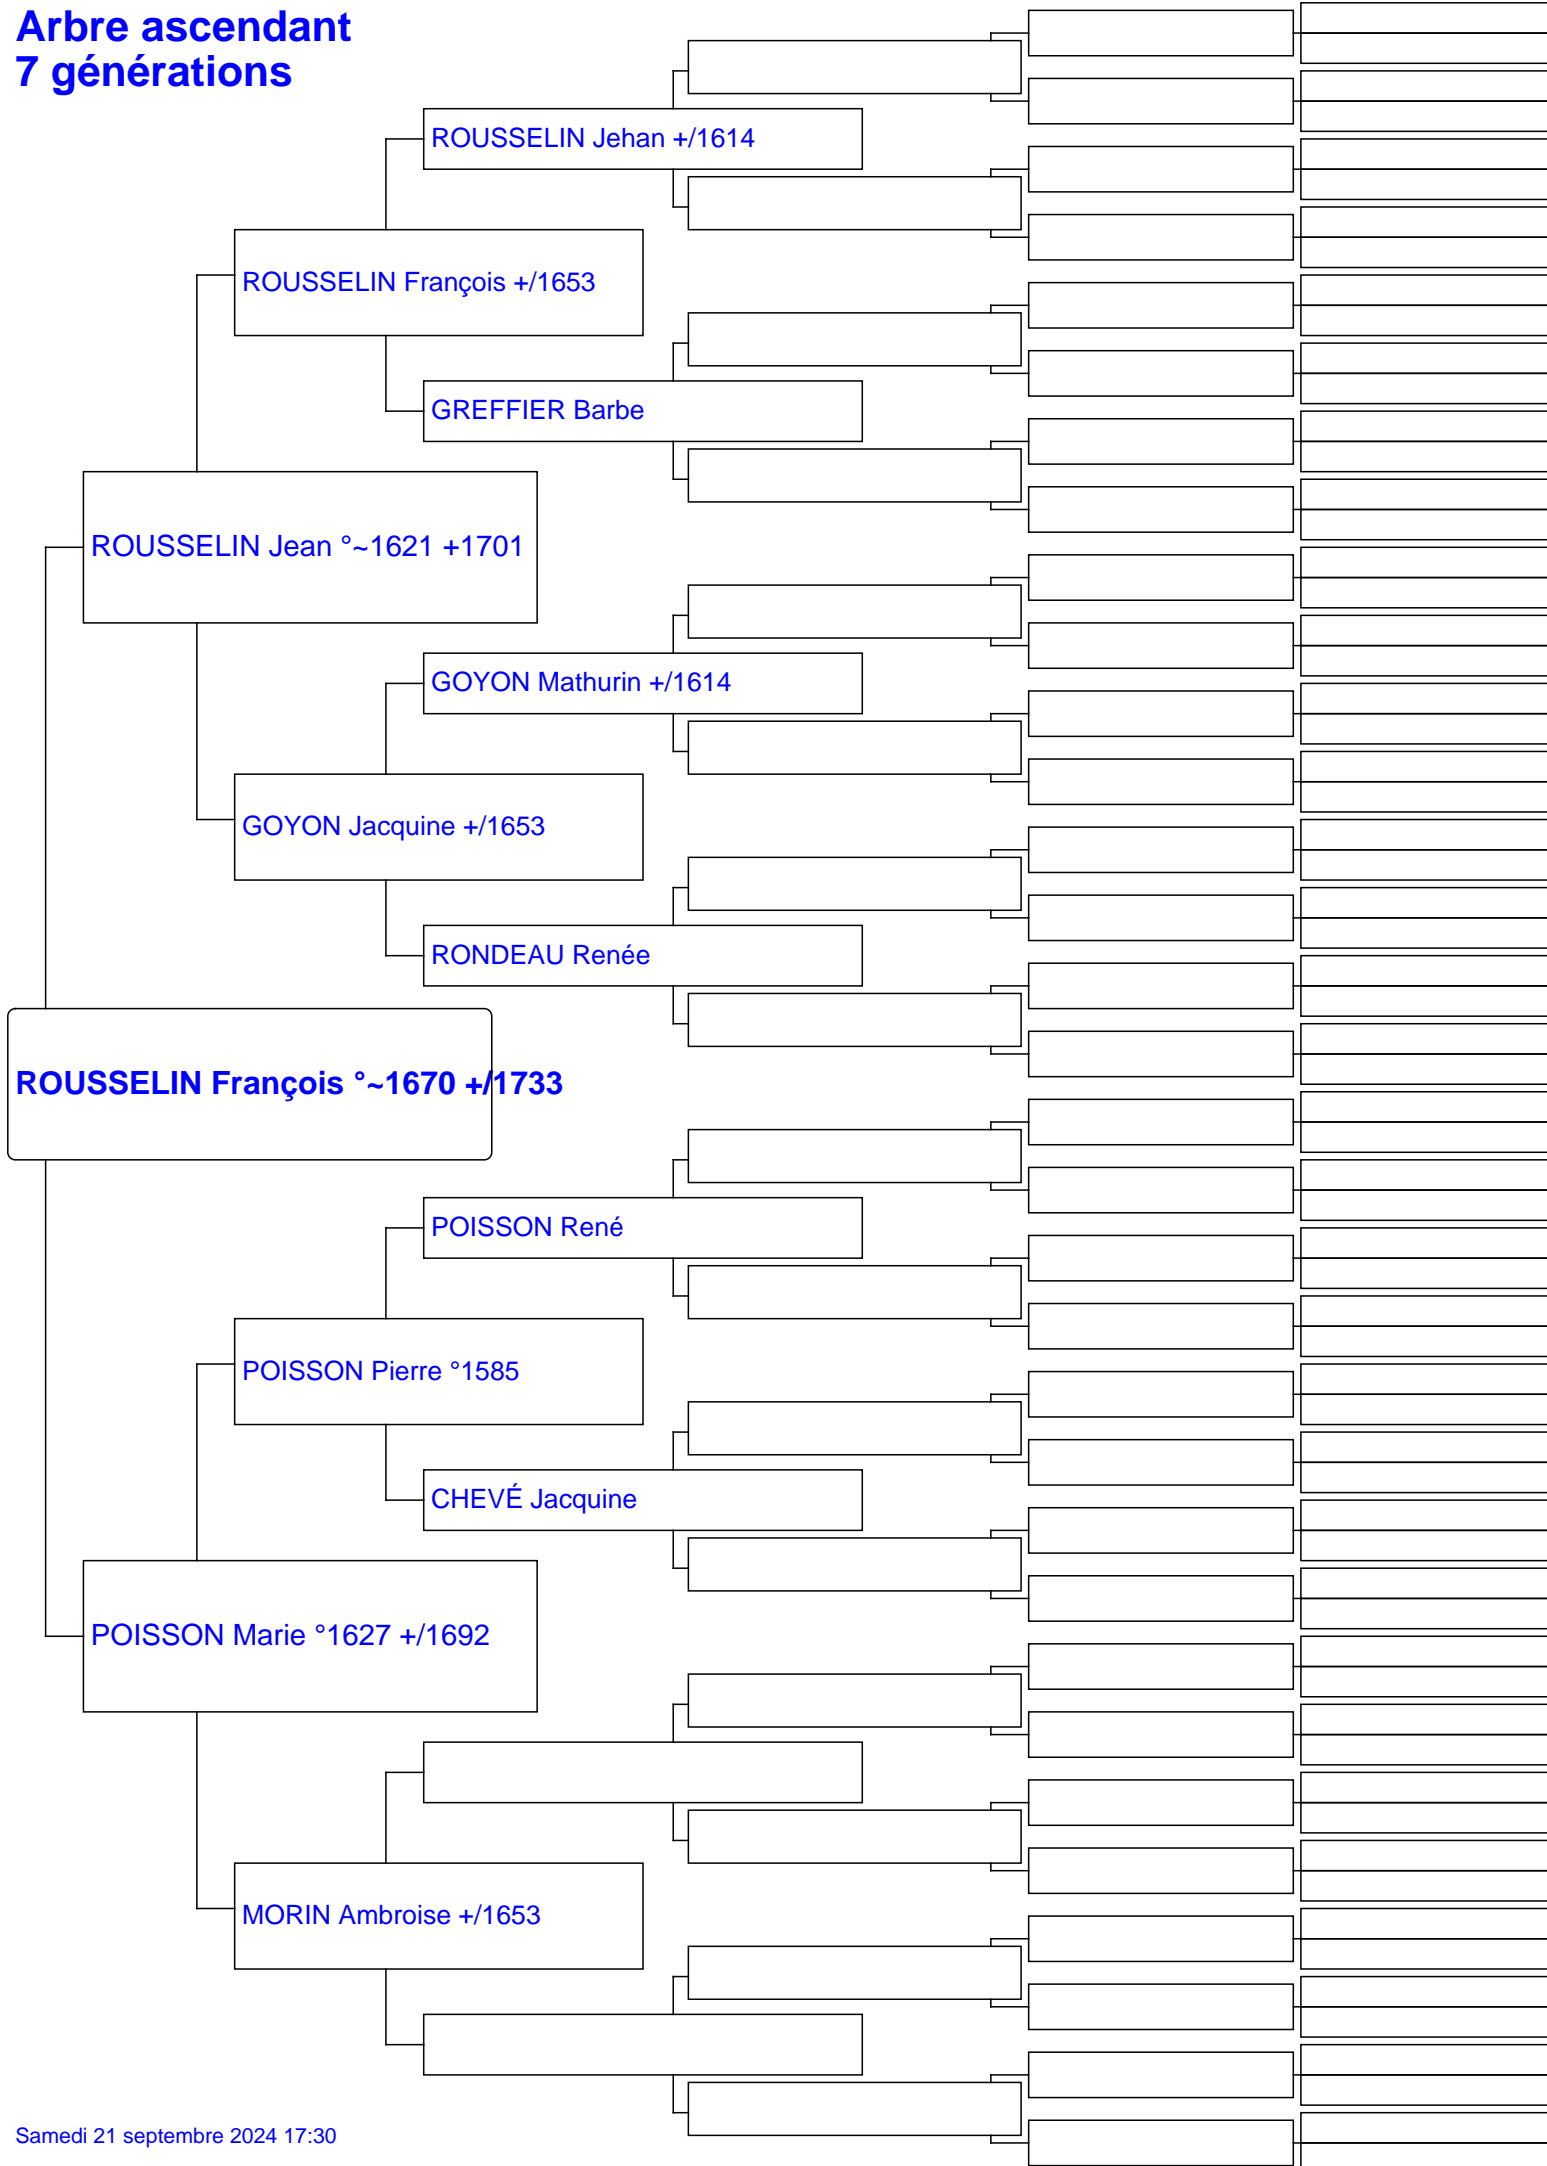 Arbre ascendant
7 générations
ROUSSELIN Jehan +/1614
ROUSSELIN François +/1653
GREFFIER Barbe
ROUSSELIN Jean °~1621 +1701
GOYON Mathurin +/1614
GOYON Jacquine +/1653
RONDEAU Renée
ROUSSELIN François °~1670 +/1733
POISSON René
POISSON Pierre °1585
CHEVÉ Jacquine
POISSON Marie °1627 +/1692
MORIN Ambroise +/1653
Samedi 21 septembre 2024 17:30